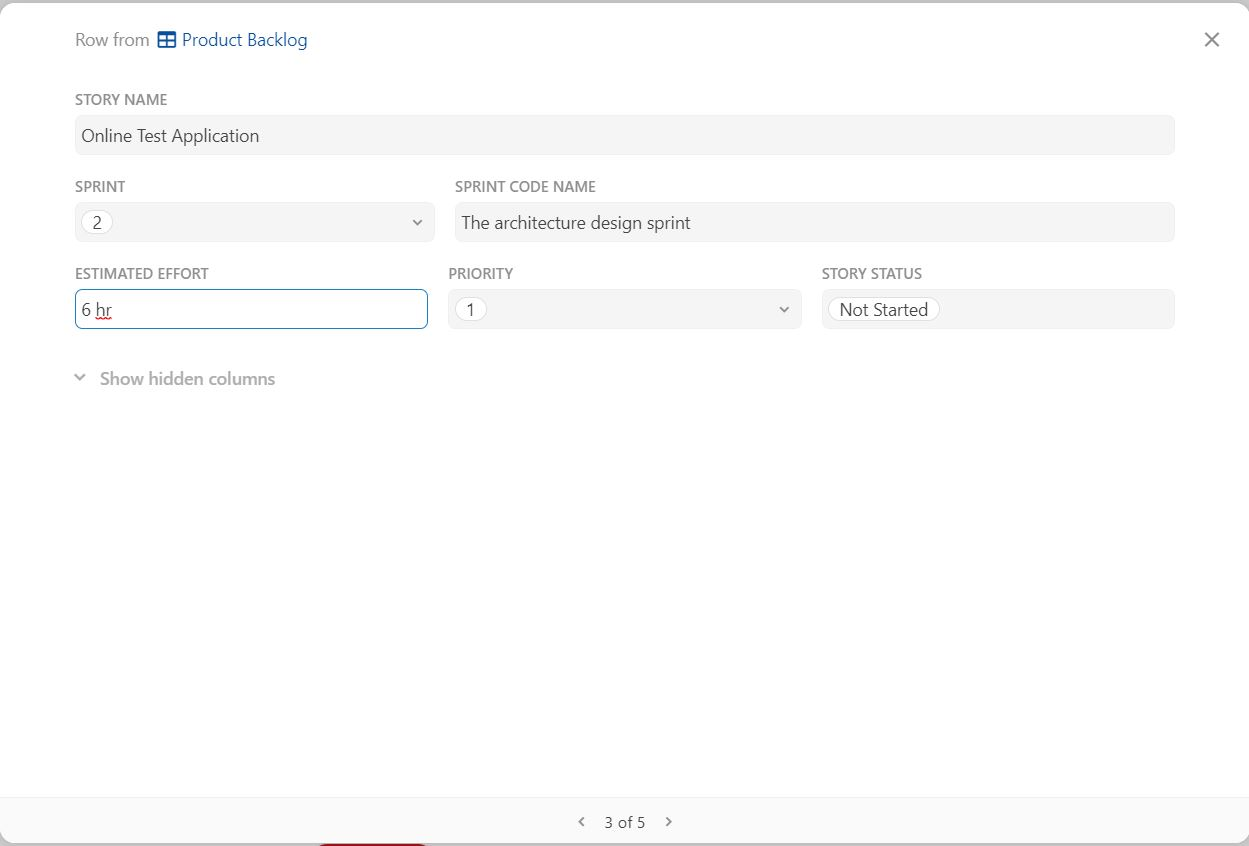 Row from Product Backlog
STORY NAME
Online Test Application
SPRINT SPRINT CODE NAME
2 The architecture design sprint
ESTIMATED EFFORT PRIORITY STORY STATUS
6 hr 1 Not Started
Show hidden columns
3 of 5